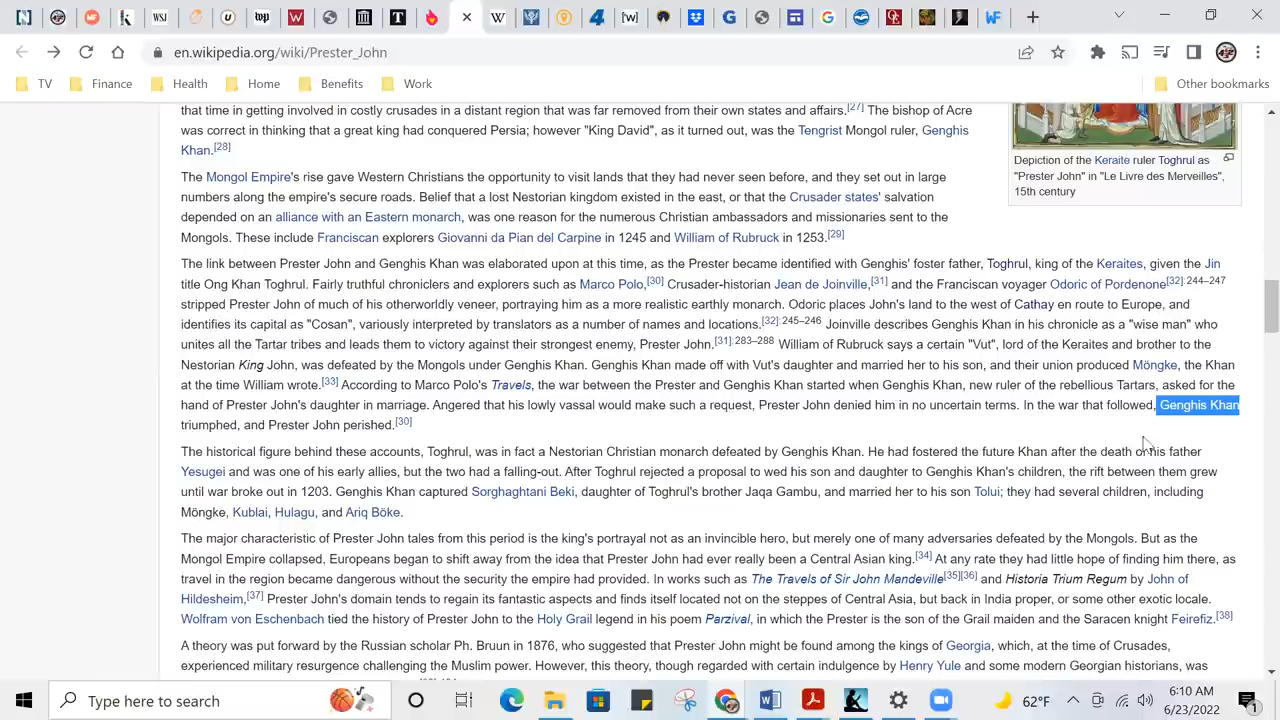 en.wikipedia.org/wiki/Prester_John
TV Finance Health Home Benefits Work Other bookmarks
that time in getting involved in costly crusades in a distant region that was far removed from their own states and affairs.[27] The bishop of Acre
was correct in thinking that a great king had conquered Persia; however "King David", as it turned out, was the Tengrist Mongol ruler, Genghis
Khan.[28]
Depiction of the Keraite ruler Toghrul as
"Prester John" in "Le Livre des Merveilles",
15th century
The Mongol Empire's rise gave Western Christians the opportunity to visit lands that they had never seen before, and they set out in large
numbers along the empire's secure roads. Belief that a lost Nestorian kingdom existed in the east, or that the Crusader states' salvation
depended on an alliance with an Eastern monarch, was one reason for the numerous Christian ambassadors and missionaries sent to the
Mongols. These include Franciscan explorers Giovanni da Pian del Carpine in 1245 and William of Rubruck in 1253.[29]
The link between Prester John and Genghis Khan was elaborated upon at this time, as the Prester became identified with Genghis' foster father, Toghrul, king of the Keraites, given the Jin
title Ong Khan Toghrul. Fairly truthful chroniclers and explorers such as Marco Polo,[30] Crusader-historian Jean de Joinville,[31] and the Franciscan voyager Odoric of Pordenone[32]:244–247
stripped Prester John of much of his otherworldly veneer, portraying him as a more realistic earthly monarch. Odoric places John's land to the west of Cathay en route to Europe, and
identifies its capital as "Cosan", variously interpreted by translators as a number of names and locations.[32]:245–246 Joinville describes Genghis Khan in his chronicle as a "wise man" who
unites all the Tartar tribes and leads them to victory against their strongest enemy, Prester John.[31]:283–288 William of Rubruck says a certain "Vut", lord of the Keraites and brother to the
Nestorian King John, was defeated by the Mongols under Genghis Khan. Genghis Khan made off with Vut's daughter and married her to his son, and their union produced Möngke, the Khan
at the time William wrote.[33] According to Marco Polo's Travels, the war between the Prester and Genghis Khan started when Genghis Khan, new ruler of the rebellious Tartars, asked for the
hand of Prester John's daughter in marriage. Angered that his lowly vassal would make such a request, Prester John denied him in no uncertain terms. In the war that followed, Genghis Khan
triumphed, and Prester John perished.[30]
The historical figure behind these accounts, Toghrul, was in fact a Nestorian Christian monarch defeated by Genghis Khan. He had fostered the future Khan after the death of his father
Yesugei and was one of his early allies, but the two had a falling-out. After Toghrul rejected a proposal to wed his son and daughter to Genghis Khan's children, the rift between them grew
until war broke out in 1203. Genghis Khan captured Sorghaghtani Beki, daughter of Toghrul's brother Jaqa Gambu, and married her to his son Tolui; they had several children, including
Möngke, Kublai, Hulagu, and Ariq Böke.
The major characteristic of Prester John tales from this period is the king's portrayal not as an invincible hero, but merely one of many adversaries defeated by the Mongols. But as the
Mongol Empire collapsed, Europeans began to shift away from the idea that Prester John had ever really been a Central Asian king.[34] At any rate they had little hope of finding him there, as
travel in the region became dangerous without the security the empire had provided. In works such as The Travels of Sir John Mandeville[35][36] and Historia Trium Regum by John of
Hildesheim,[37] Prester John's domain tends to regain its fantastic aspects and finds itself located not on the steppes of Central Asia, but back in India proper, or some other exotic locale.
Wolfram von Eschenbach tied the history of Prester John to the Holy Grail legend in his poem Parzival, in which the Prester is the son of the Grail maiden and the Saracen knight Feirefiz.[38]
A theory was put forward by the Russian scholar Ph. Bruun in 1876, who suggested that Prester John might be found among the kings of Georgia, which, at the time of Crusades,
experienced military resurgence challenging the Muslim power. However, this theory, though regarded with certain indulgence by Henry Yule and some modern Georgian historians, was
Type here to search
62°F
6:10 AM
6/23/2022